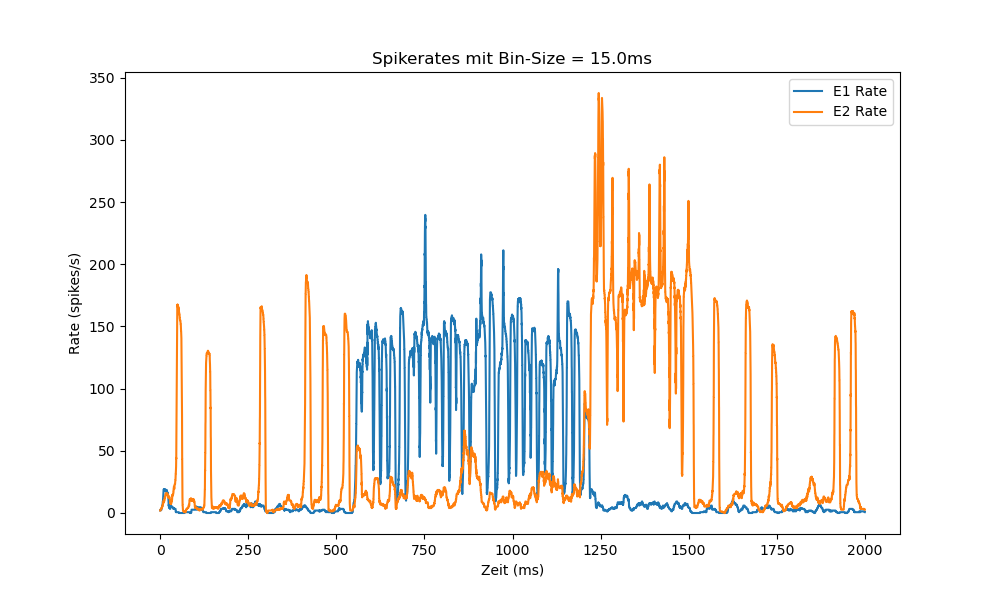 Spikerates mit Bin-Size = 15.0ms
350
300
250
200
150
100
50
0
Rate (spikes/s)
E1 Rate
E2 Rate
0 250 500 750 1000 1250 1500 1750 2000
Zeit (ms)